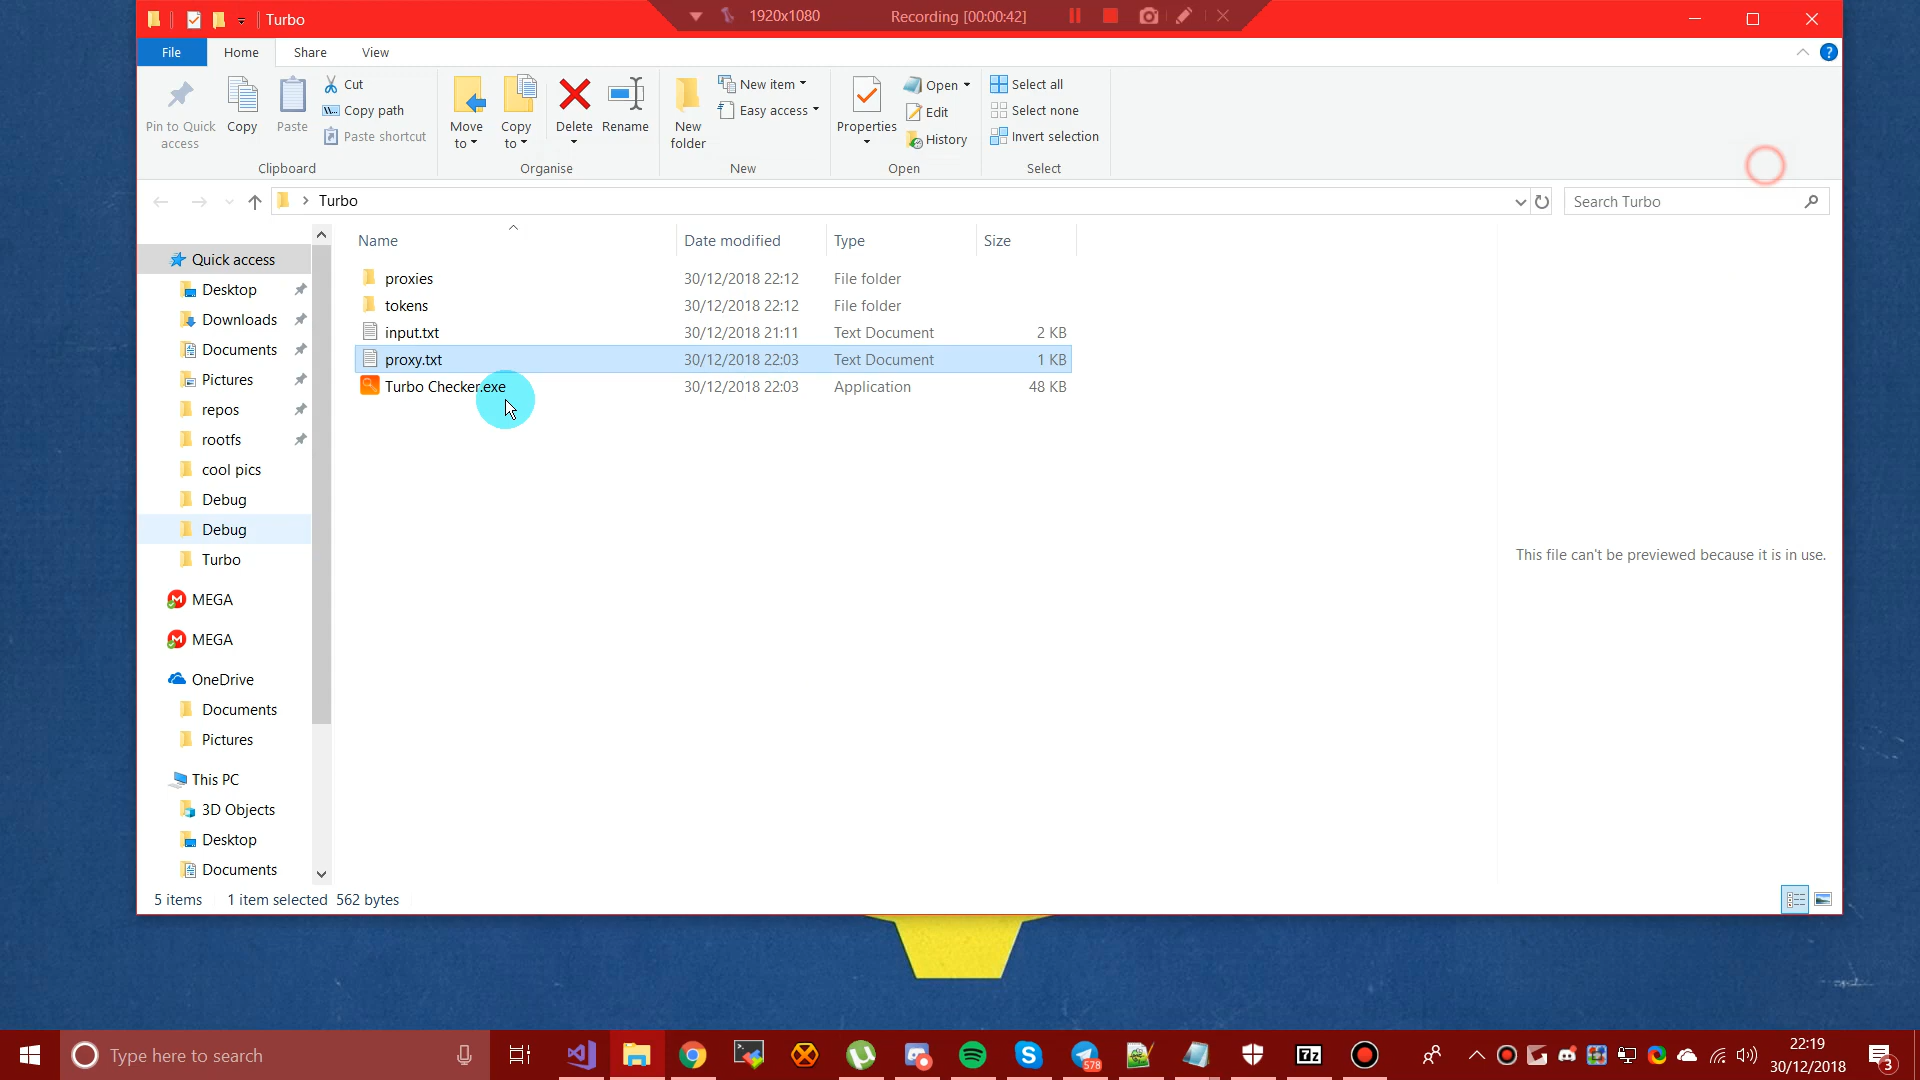 Turbo
1920x1080
Recording [00:00:42]
File
Home
Share
View
Pin to Quick access
Copy
Paste
Cut
Copy path
Paste shortcut
Clipboard
Move to
Copy to
Delete
Rename
Organise
New folder
New item
Easy access
New
Properties
Open
Edit
History
Open
Select all
Select none
Invert selection
Select
Turbo
Search Turbo
Name
Date modified
Type
Size
proxies 30/12/2018 22:12 File folder
tokens 30/12/2018 22:12 File folder
input.txt 30/12/2018 21:11 Text Document 2 KB
proxy.txt 30/12/2018 22:03 Text Document 1 KB
Turbo Checker.exe 30/12/2018 22:03 Application 48 KB
Quick access
Desktop
Downloads
Documents
Pictures
repos
rootfs
cool pics
Debug
Debug
Turbo
MEGA
MEGA
OneDrive
Documents
Pictures
This PC
3D Objects
Desktop
Documents
This file can't be previewed because it is in use.
5 items 1 item selected 562 bytes
Type here to search
578
7z
22:19
30/12/2018
3